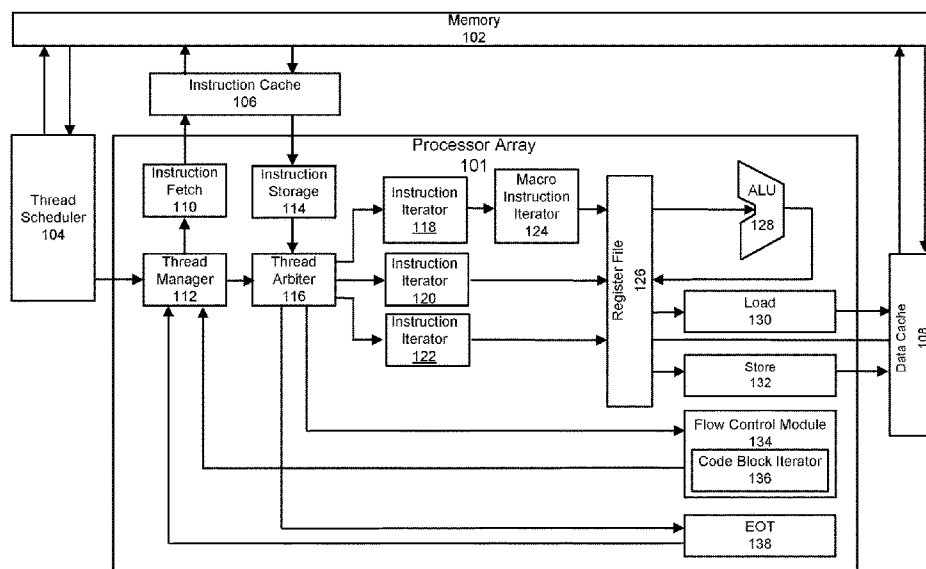 Memory
102
Instruction Cache
106
Processor Array
101
Thread
Scheduler
104
Instruction
Fetch
110
Instruction
Storage
114
Instruction
Iterator
118
Macro
Instruction
Iterator
124
ALU
128
Thread
Manager
112
Thread
Arbiter
116
Instruction
Iterator
120
Instruction
Iterator
122
Register File
126
Load
130
Store
132
Data Cache
108
Flow Control Module
134
Code Block Iterator
136
EOT
138